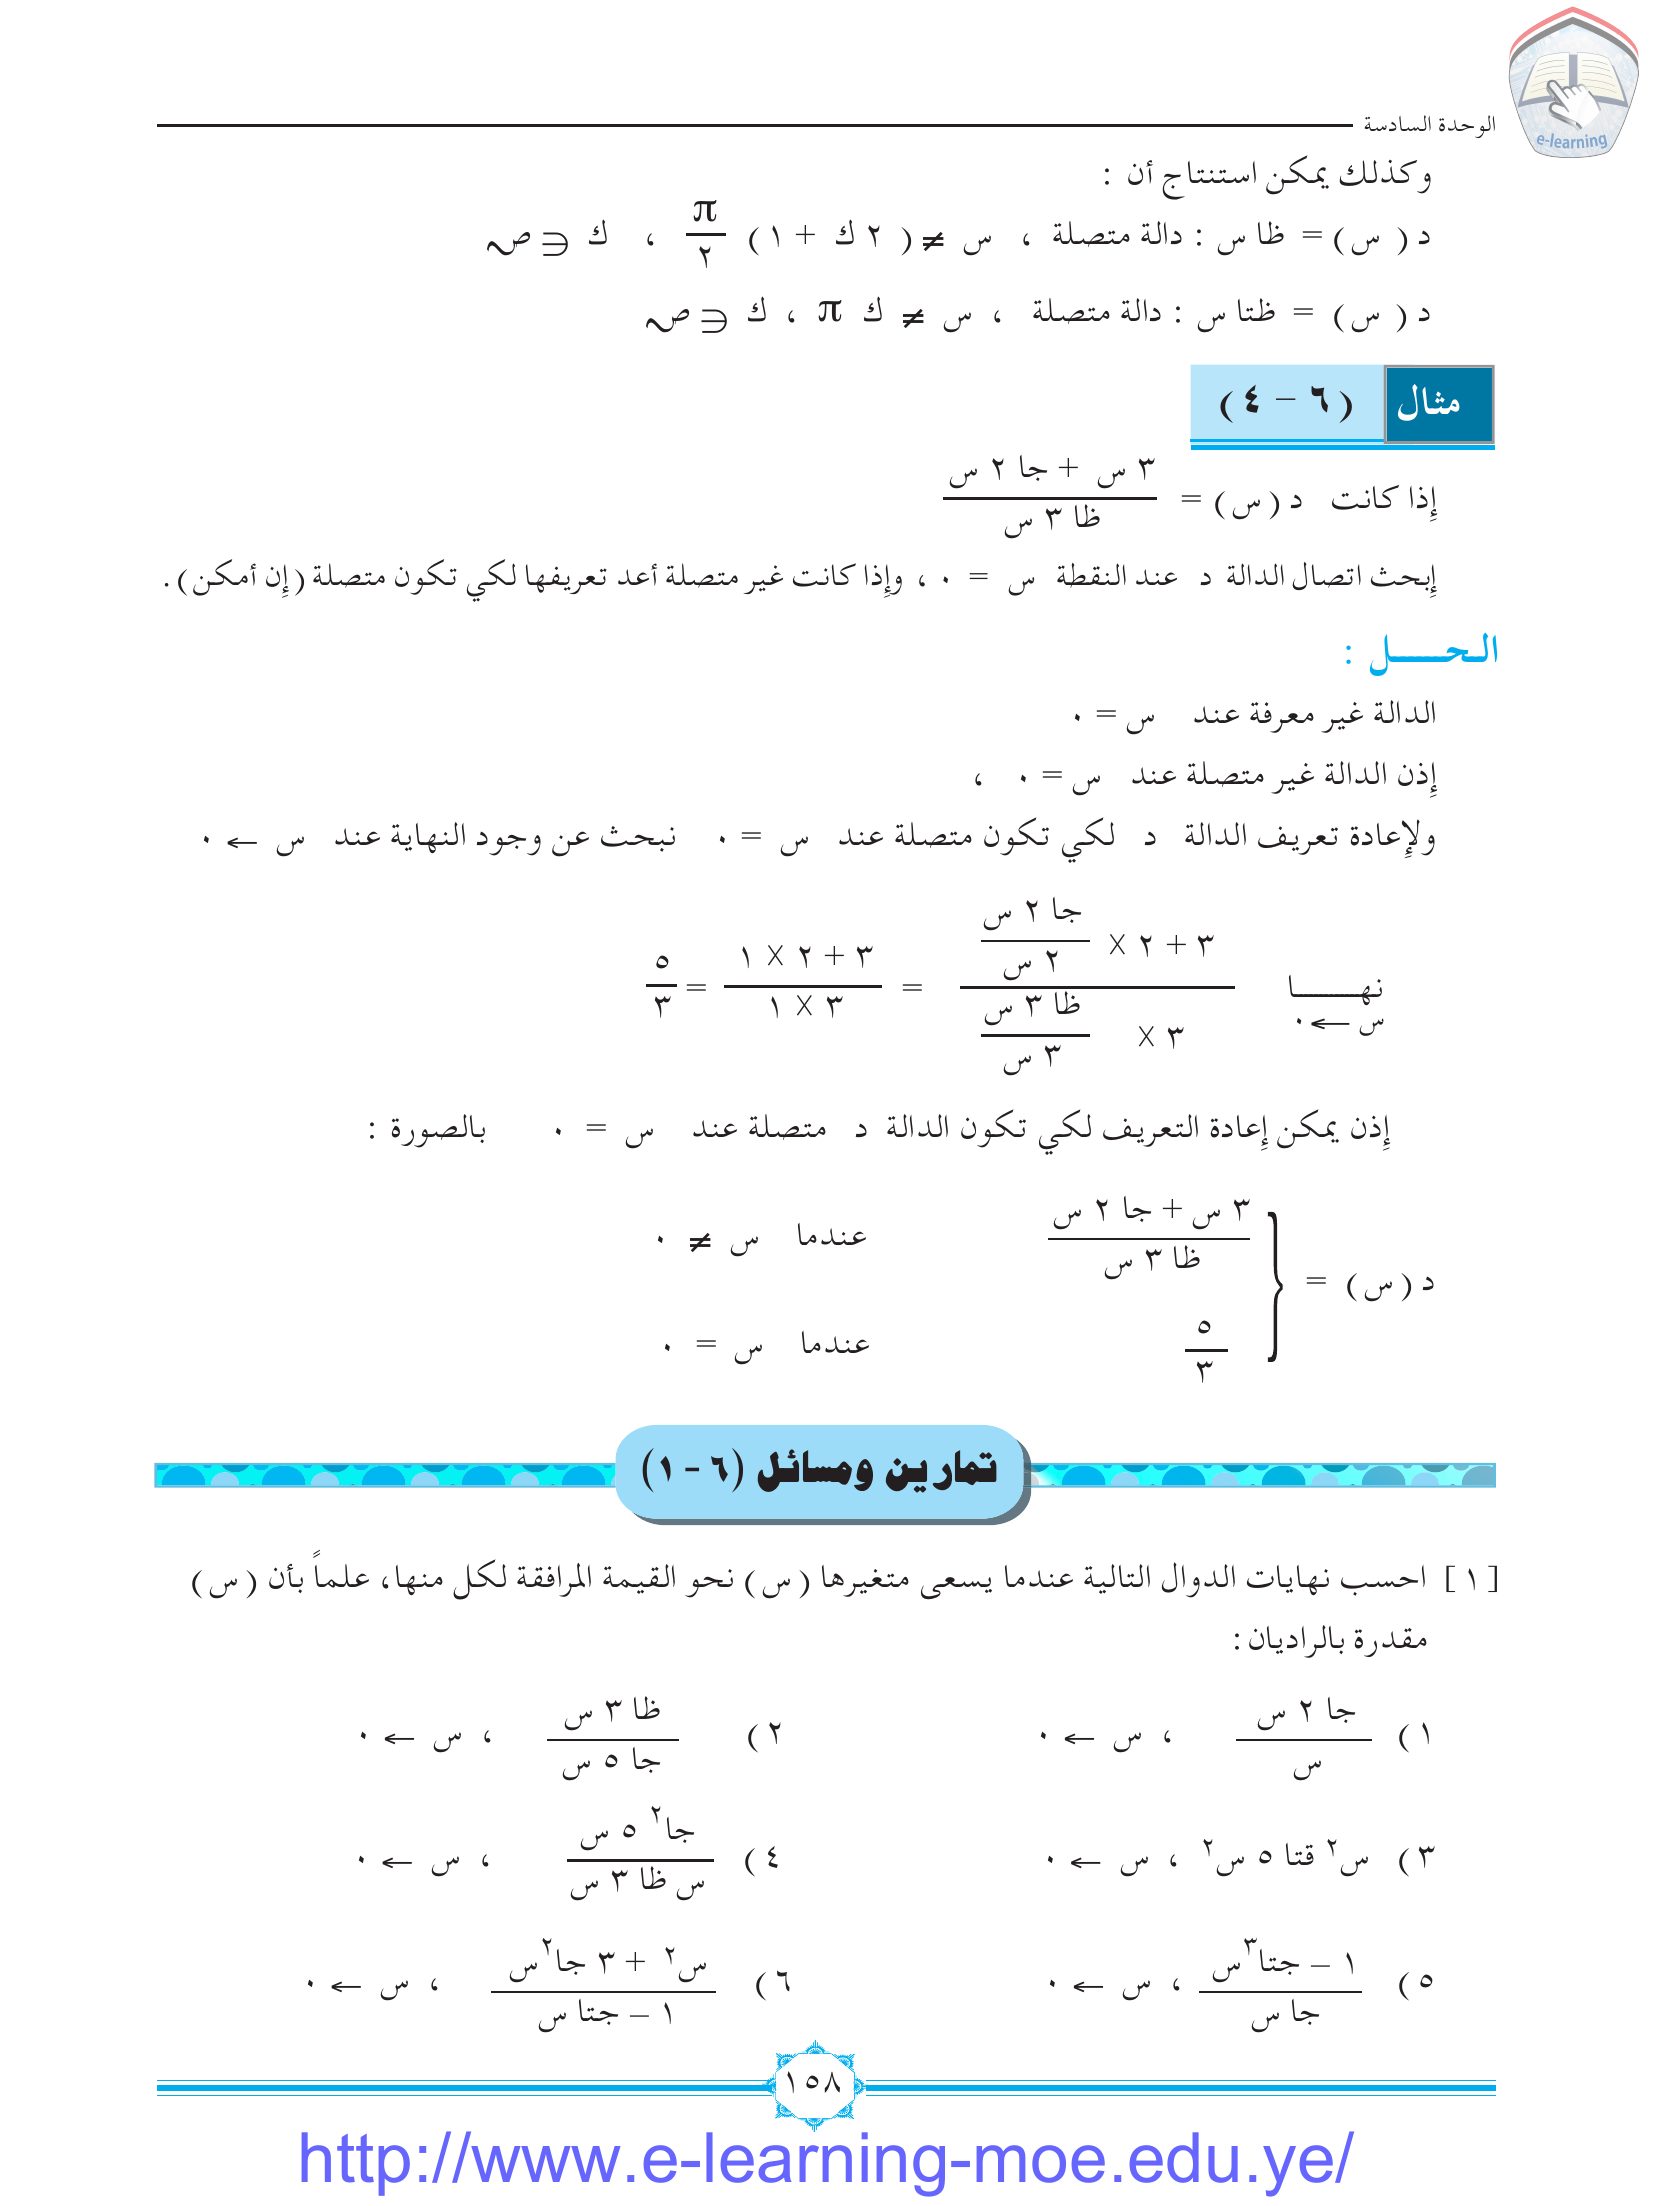 e-learning
الوحدة السادسة
وكذلك يمكن استنتاج أن :
د ( س ) = ظا س : دالة متصلة ، س ≠ ( ٢ ك + ١ ) π/٢ ، ك ∋ ص
د ( س ) = ظتا س : دالة متصلة ، س ≠ ك π ، ك ∋ ص
مثال ( ٦ – ٤ )
إذا كانت د ( س ) = (٣ س + جا ٢ س)/(ظا ٣ س)
إبحث اتصال الدالة د عند النقطة س = ٠ ، وإذا كانت غير متصلة أعد تعريفها لكي تكون متصلة ( إن أمكن ) .
الـحــــل :
الدالة غير معرفة عند س = ٠
إذن الدالة غير متصلة عند س = ٠ ،
ولإعادة تعريف الدالة د لكي تكون متصلة عند س = ٠ نبحث عن وجود النهاية عند س ← ٠
نهــــا س ← ٠ (٣ + ٢ × (جا ٢ س)/(٢ س))/(٣ × (ظا ٣ س)/(٣ س)) = (٣ + ٢ × ١)/(٣ × ١) = ٥/٣
إذن يمكن إعادة التعريف لكي تكون الدالة د متصلة عند س = ٠ بالصورة :
د ( س ) = { (٣ س + جا ٢ س)/(ظا ٣ س) عندما س ≠ ٠
٥/٣ عندما س = ٠
تمارين ومسائل (٦ - ١)
[ ١ ] احسب نهايات الدوال التالية عندما يسعى متغيرها ( س ) نحو القيمة المرافقة لكل منها، علماً بأن ( س )
مقدرة بالراديان :
١ ) (جا ٢ س)/س ، س ← ٠ ٢ ) (ظا ٣ س)/(جا ٥ س) ، س ← ٠
٣ ) س٢ قتا ٥ س٢ ، س ← ٠ ٤ ) (جا٢ ٥ س)/(س ظا ٣ س) ، س ← ٠
٥ ) (١ – جتا٣س)/(جا س) ، س ← ٠ ٦ ) (س٢ + ٣ جا٢س)/(١ – جتا س) ، س ← ٠
١٥٨
http://www.e-learning-moe.edu.ye/